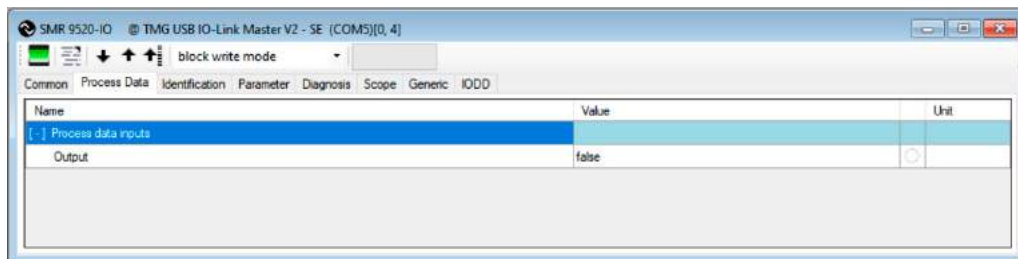 SMR 9520-IO @ TMG USB IO-Link Master V2 - SE (COM5)[0, 4]
block write mode
Common Process Data Identification Parameter Diagnosis Scope Generic IODD
Name Value Unit
[-] Process data inputs
Output false